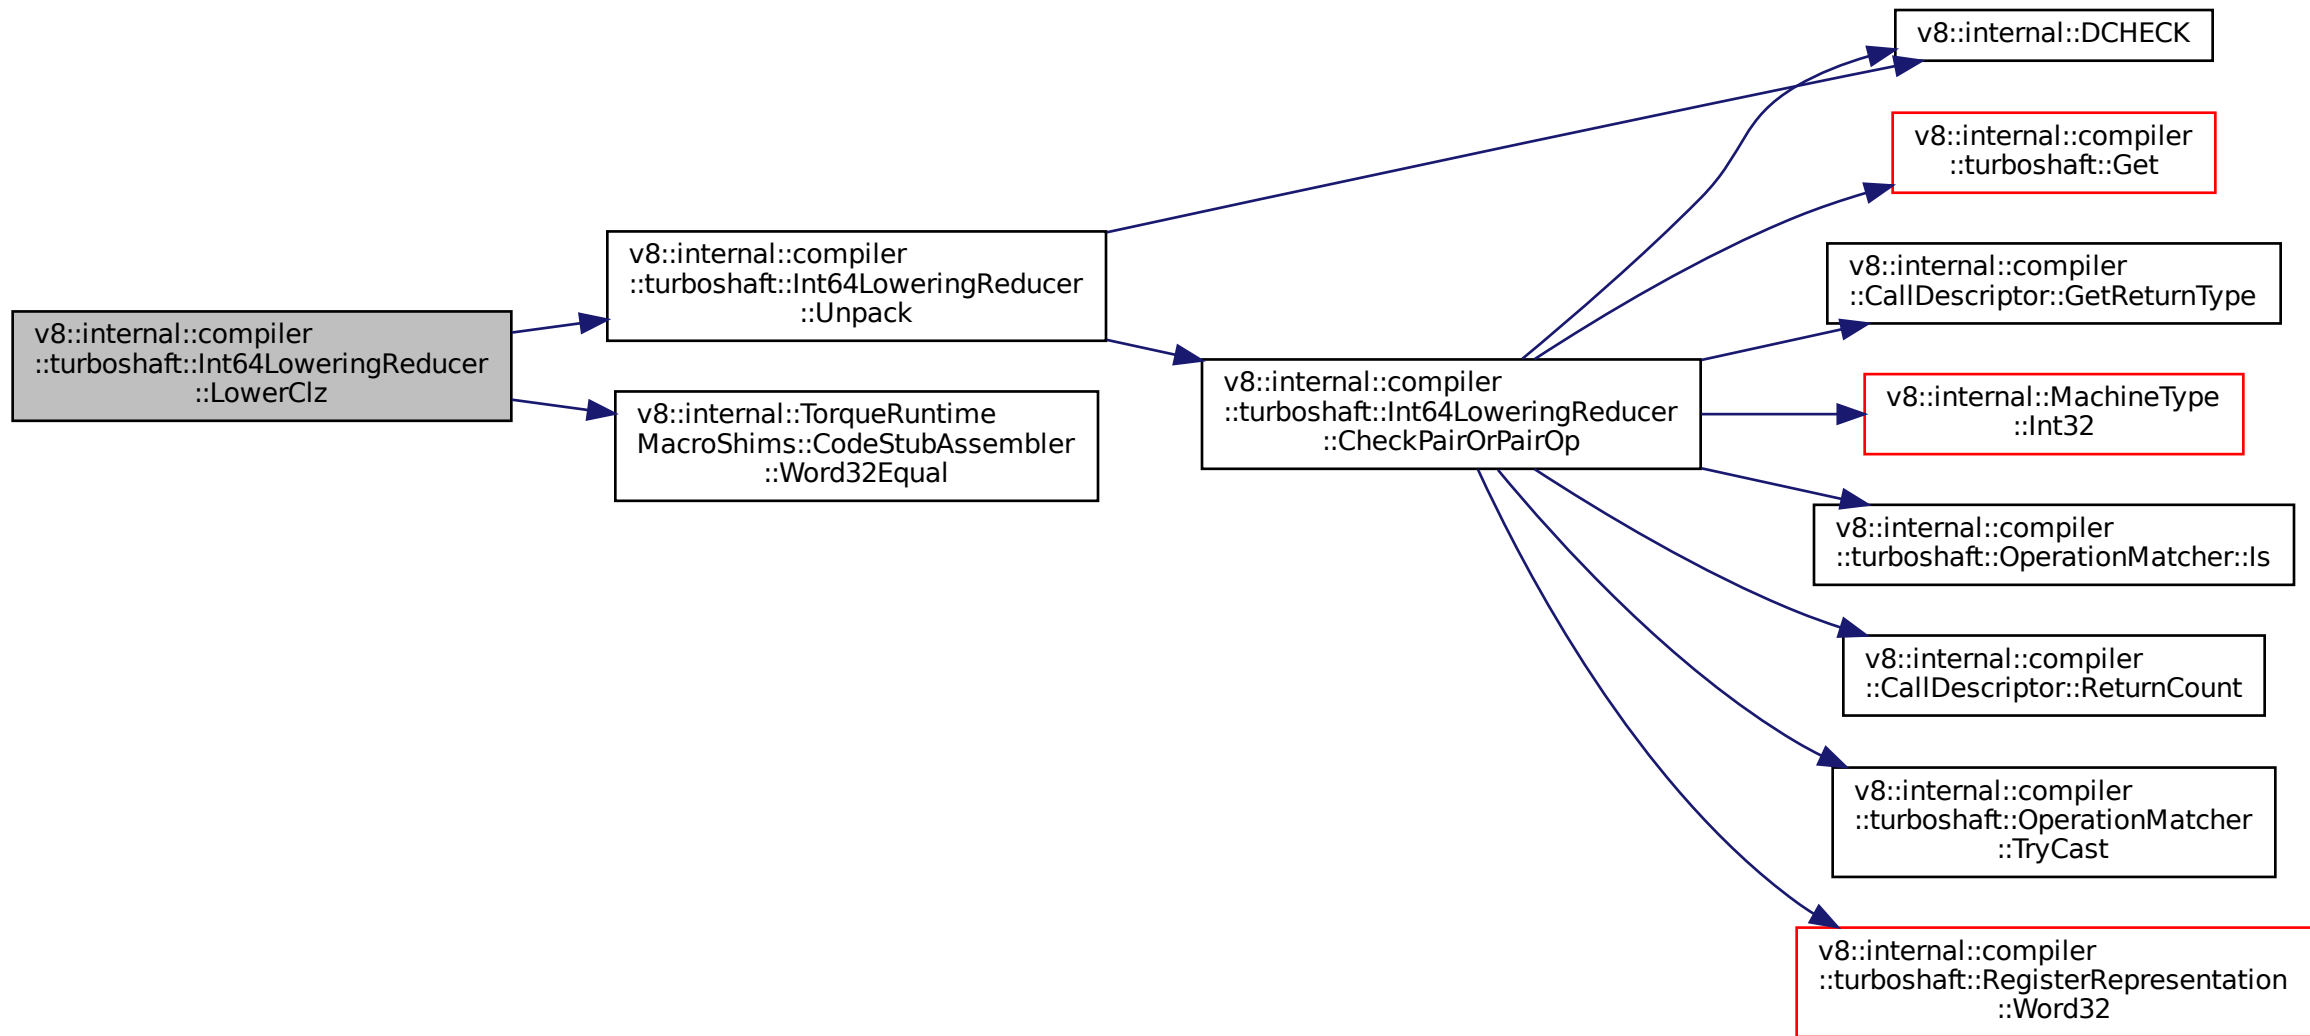 v8::internal::compiler
::turboshaft::Int64LoweringReducer
::LowerClz
v8::internal::compiler
::turboshaft::Int64LoweringReducer
::Unpack
v8::internal::TorqueRuntime
MacroShims::CodeStubAssembler
::Word32Equal
v8::internal::compiler
::turboshaft::Int64LoweringReducer
::CheckPairOrPairOp
v8::internal::DCHECK
v8::internal::compiler
::turboshaft::Get
v8::internal::compiler
::CallDescriptor::GetReturnType
v8::internal::MachineType
::Int32
v8::internal::compiler
::turboshaft::OperationMatcher::Is
v8::internal::compiler
::CallDescriptor::ReturnCount
v8::internal::compiler
::turboshaft::OperationMatcher
::TryCast
v8::internal::compiler
::turboshaft::RegisterRepresentation
::Word32